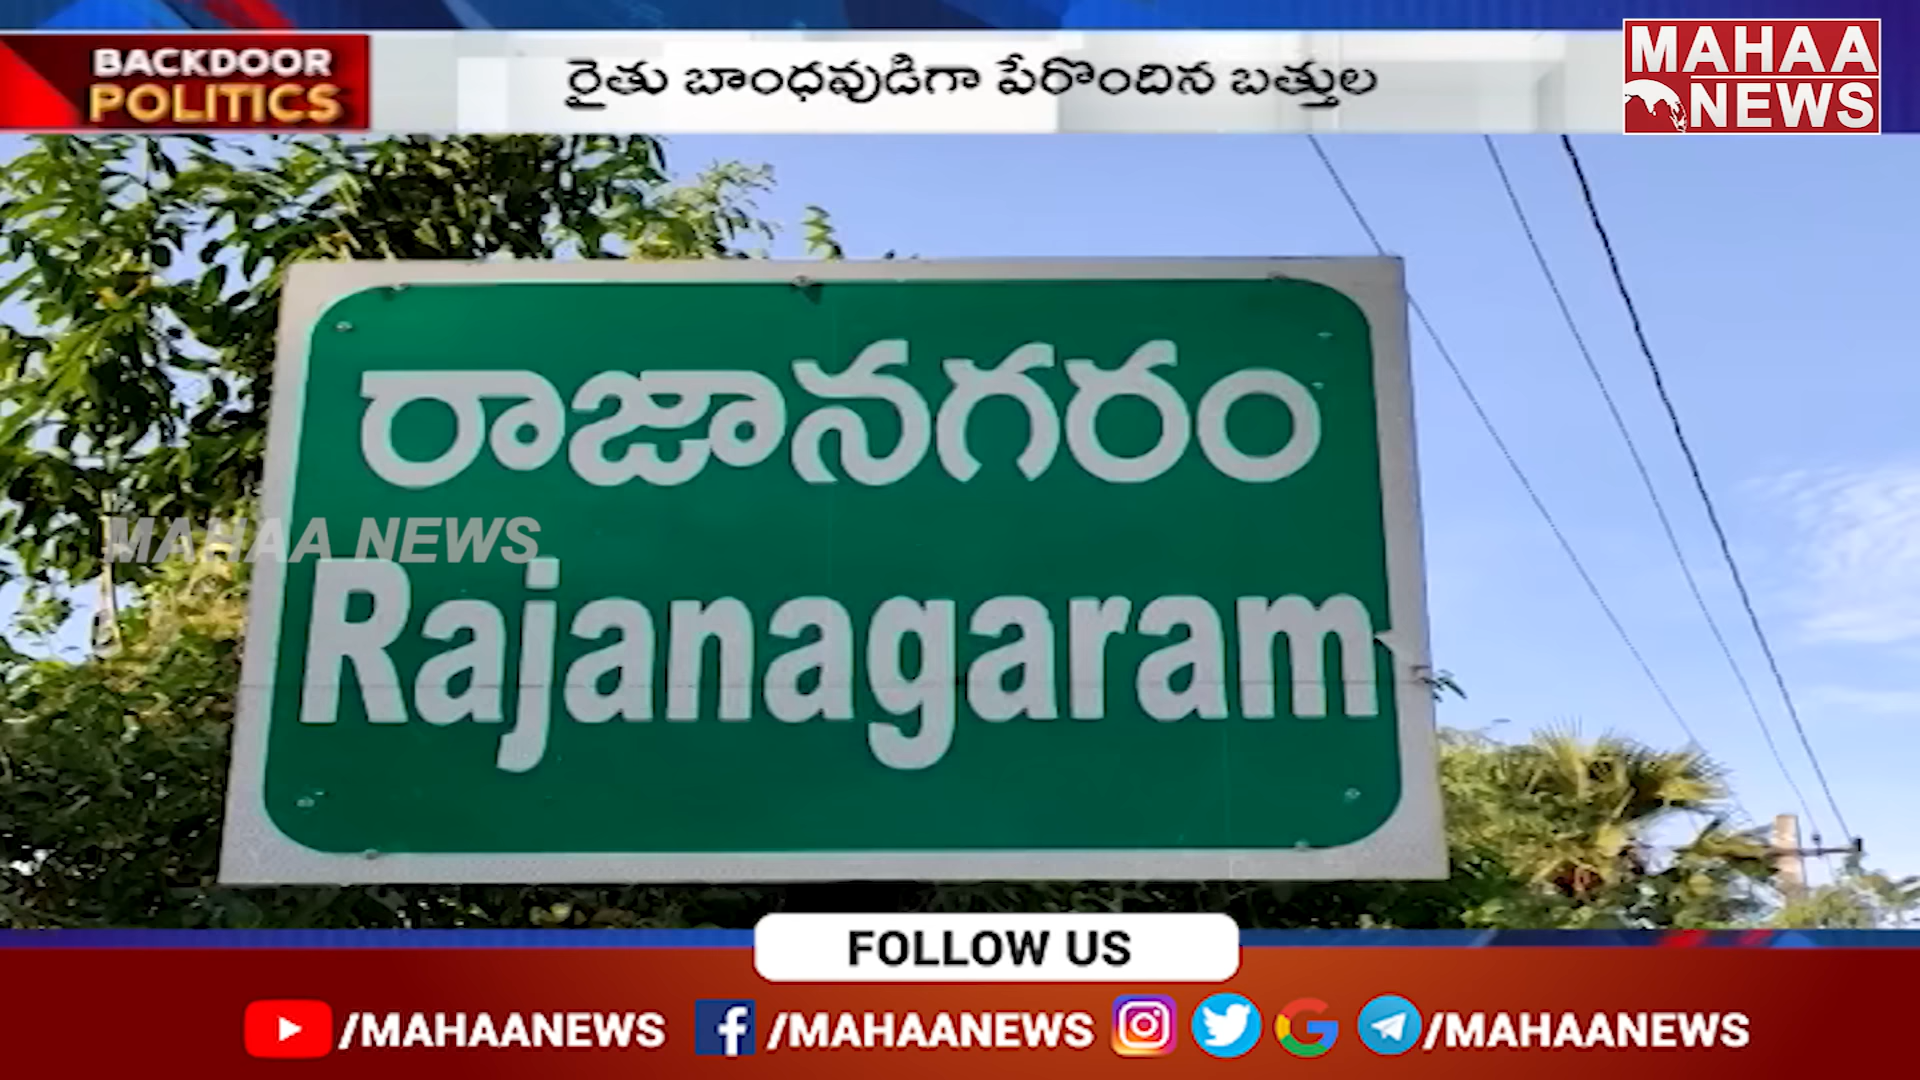 BACKDOOR
POLITICS
రైతు బాంధవుడిగా పేరొందిన బత్తుల
MAHAA
NEWS
రాజానగరం
MAHAA NEWS
Rajanagaram
FOLLOW US
/MAHAANEWS
/MAHAANEWS
/MAHAANEWS